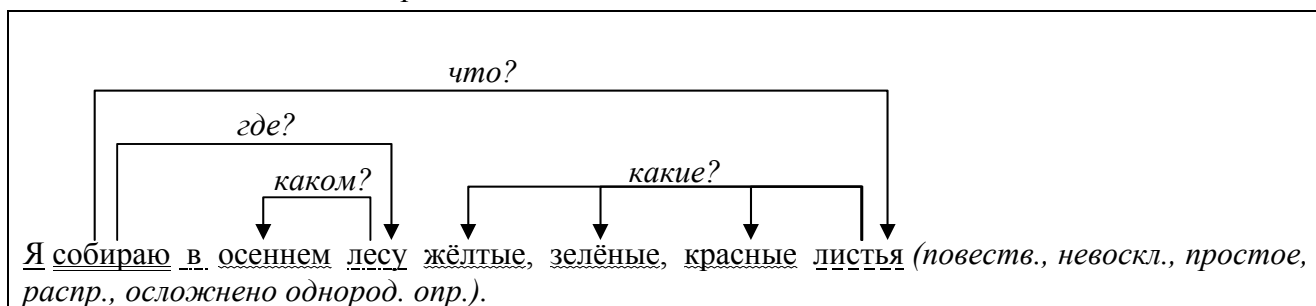 что?
где?
каком?
какие?
Я собираю в осеннем лесу жёлтые, зелёные, красные листья (повеств., невоскл., простое,
распр., осложнено однород. опр.).